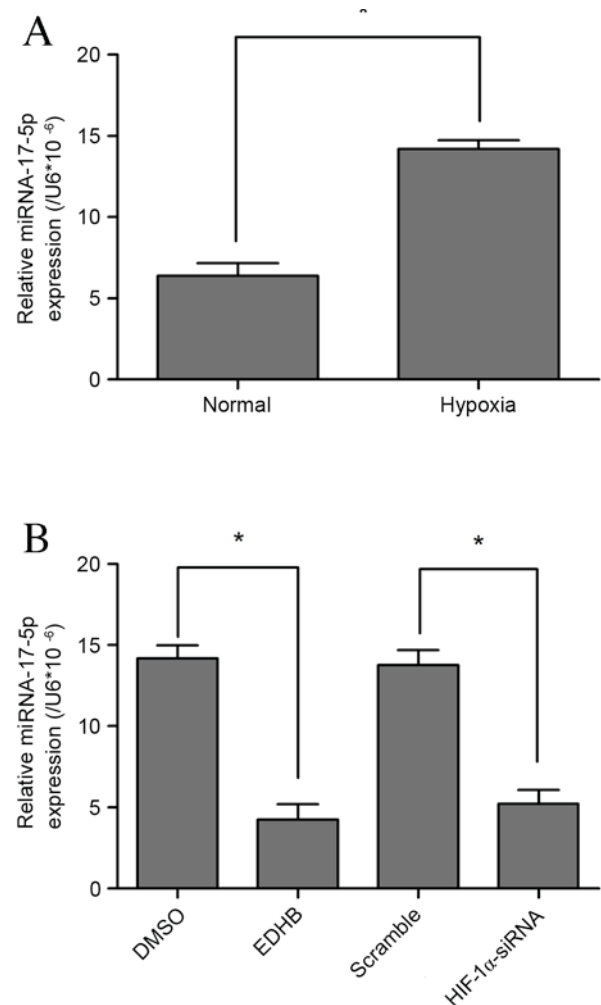 A
20
15
10
5
0
Relative miRNA-17-5p
expression (/U6*10 -6)
Normal
Hypoxia
B
*
*
20
15
10
5
0
Relative miRNA-17-5p
expression (/U6*10 -6)
DMSO
EDHB
Scramble
HIF-1α-siRNA